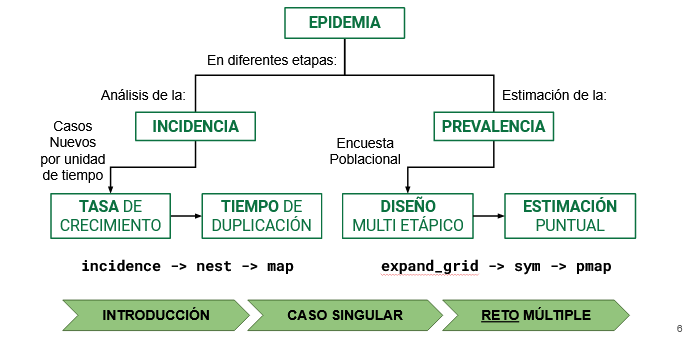 EPIDEMIA
En diferentes etapas:
Análisis de la:
Estimación de la:
INCIDENCIA
PREVALENCIA
Casos
Nuevos
por unidad
de tiempo
Encuesta
Poblacional
TASA DE
CRECIMIENTO
TIEMPO DE
DUPLICACIÓN
DISEÑO
MULTI ETÁPICO
ESTIMACIÓN
PUNTUAL
incidence -> nest -> map
expand_grid -> sym -> pmap
INTRODUCCIÓN
CASO SINGULAR
RETO MÚLTIPLE
6